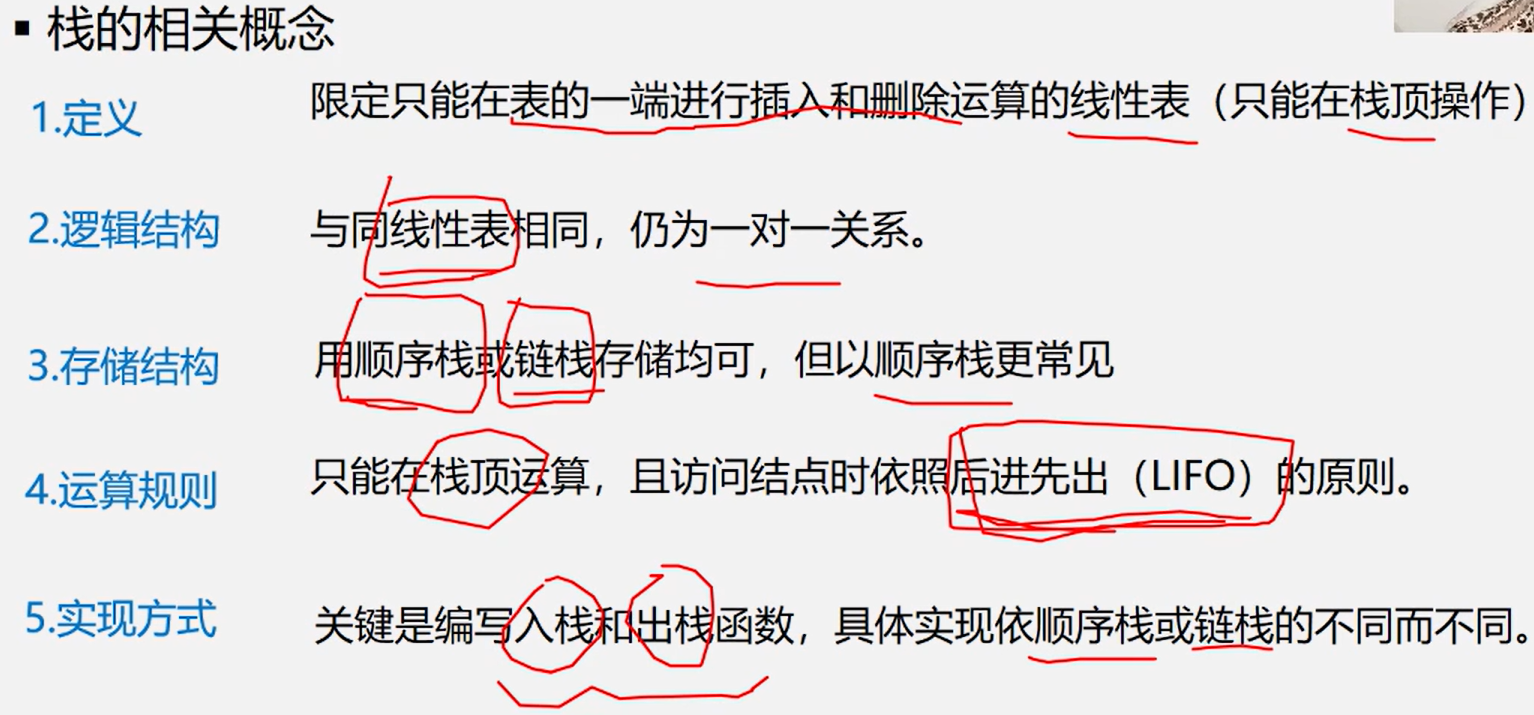 ▪ 栈的相关概念
1.定义 限定只能在表的一端进行插入和删除运算的线性表（只能在栈顶操作）
2.逻辑结构 与同线性表相同，仍为一对一关系。
3.存储结构 用顺序栈或链栈存储均可，但以顺序栈更常见
4.运算规则 只能在栈顶运算，且访问结点时依照后进先出（LIFO）的原则。
5.实现方式 关键是编写入栈和出栈函数，具体实现依顺序栈或链栈的不同而不同。